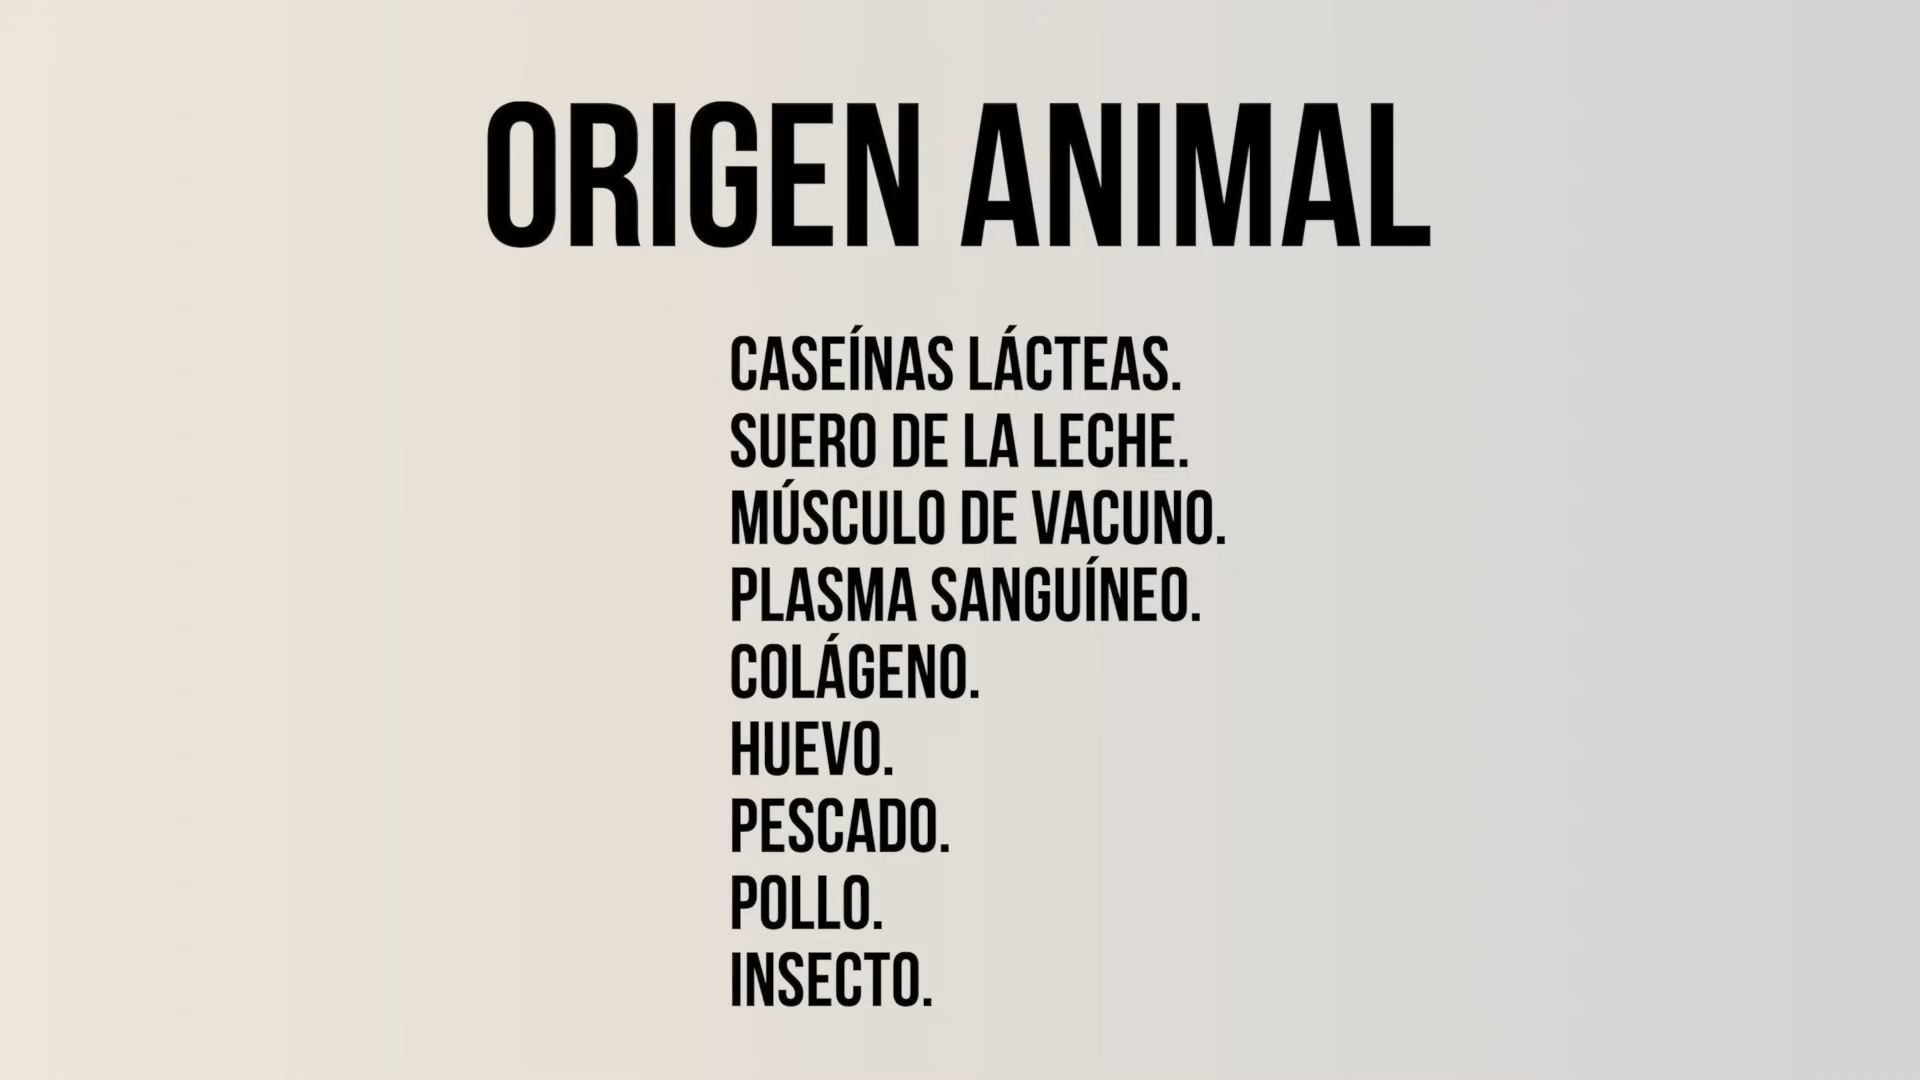 ORIGEN ANIMAL
CASEÍNAS LÁCTEAS.
SUERO DE LA LECHE.
MÚSCULO DE VACUNO.
PLASMA SANGUÍNEO.
COLÁGENO.
HUEVO.
PESCADO.
POLLO.
INSECTO.